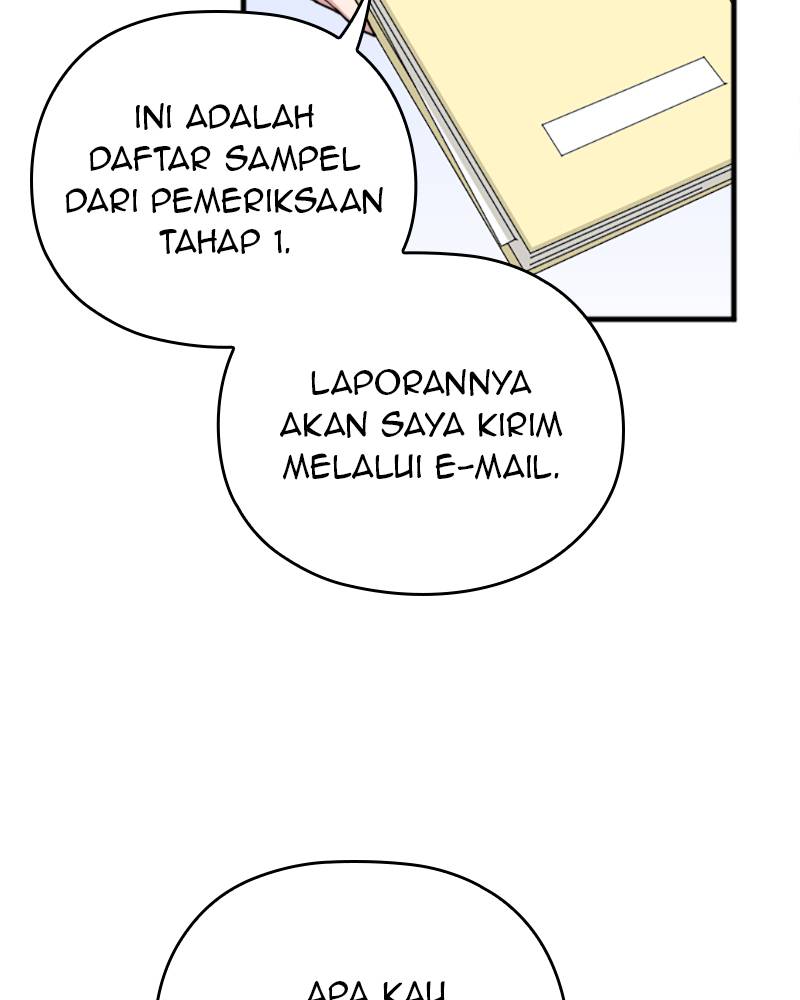 INI ADALAH
DAFTAR SAMPEL
DARI PEMERIKSAAN
TAHAP 1.
LAPORANNYA
AKAN SAYA KIRIM
MELALUI E-MAIL.
APA KAU